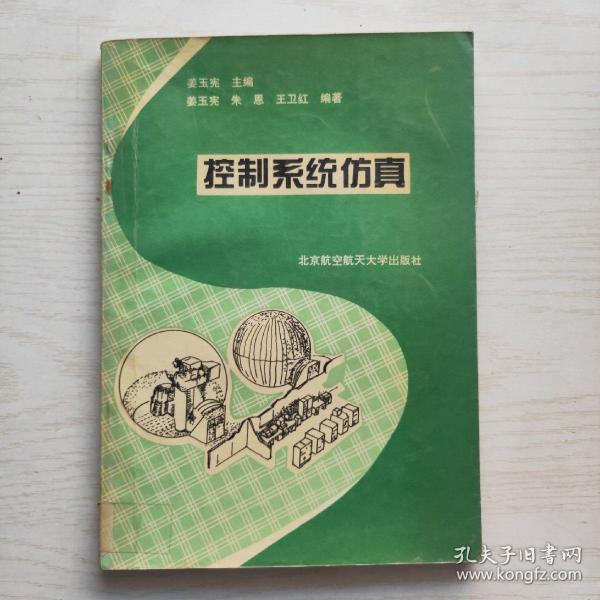 姜玉宪 主编
姜玉宪 朱 恩 王卫红 编著
控制系统仿真
北京航空航天大学出版社
孔夫子旧书网
www.kongfz.com